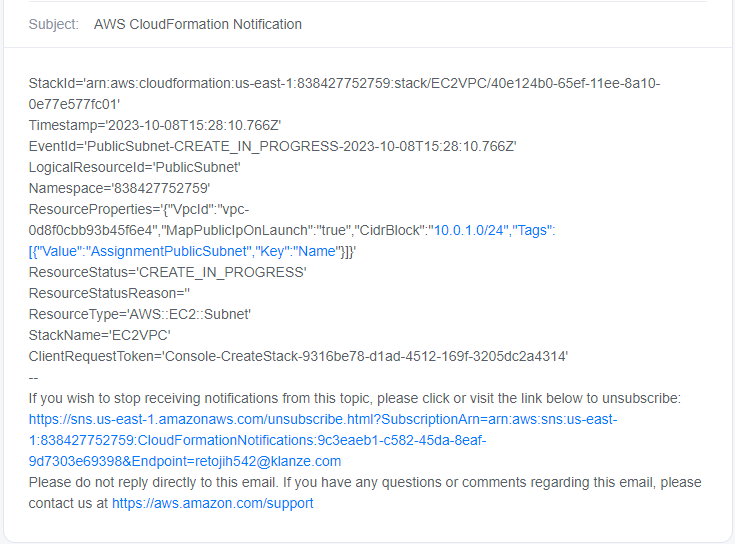 Subject: AWS CloudFormation Notification
StackId='arn:aws:cloudformation:us-east-1:838427752759:stack/EC2VPC/40e124b0-65ef-11ee-8a10-
0e77e577fc01'
Timestamp='2023-10-08T15:28:10.766Z'
EventId='PublicSubnet-CREATE_IN_PROGRESS-2023-10-08T15:28:10.766Z'
LogicalResourceId='PublicSubnet'
Namespace='838427752759'
ResourceProperties='{"VpcId":"vpc-
0d8f0cbb93b45f6e4","MapPublicIpOnLaunch":"true","CidrBlock":"10.0.1.0/24","Tags":
[{"Value":"AssignmentPublicSubnet","Key":"Name"}]}'
ResourceStatus='CREATE_IN_PROGRESS'
ResourceStatusReason=''
ResourceType='AWS::EC2::Subnet'
StackName='EC2VPC'
ClientRequestToken='Console-CreateStack-9316be78-d1ad-4512-169f-3205dc2a4314'
--
If you wish to stop receiving notifications from this topic, please click or visit the link below to unsubscribe:
https://sns.us-east-1.amazonaws.com/unsubscribe.html?SubscriptionArn=arn:aws:sns:us-east-
1:838427752759:CloudFormationNotifications:9c3eaeb1-c582-45da-8eaf-
9d7303e69398&Endpoint=retojih542@klanze.com
Please do not reply directly to this email. If you have any questions or comments regarding this email, please
contact us at https://aws.amazon.com/support